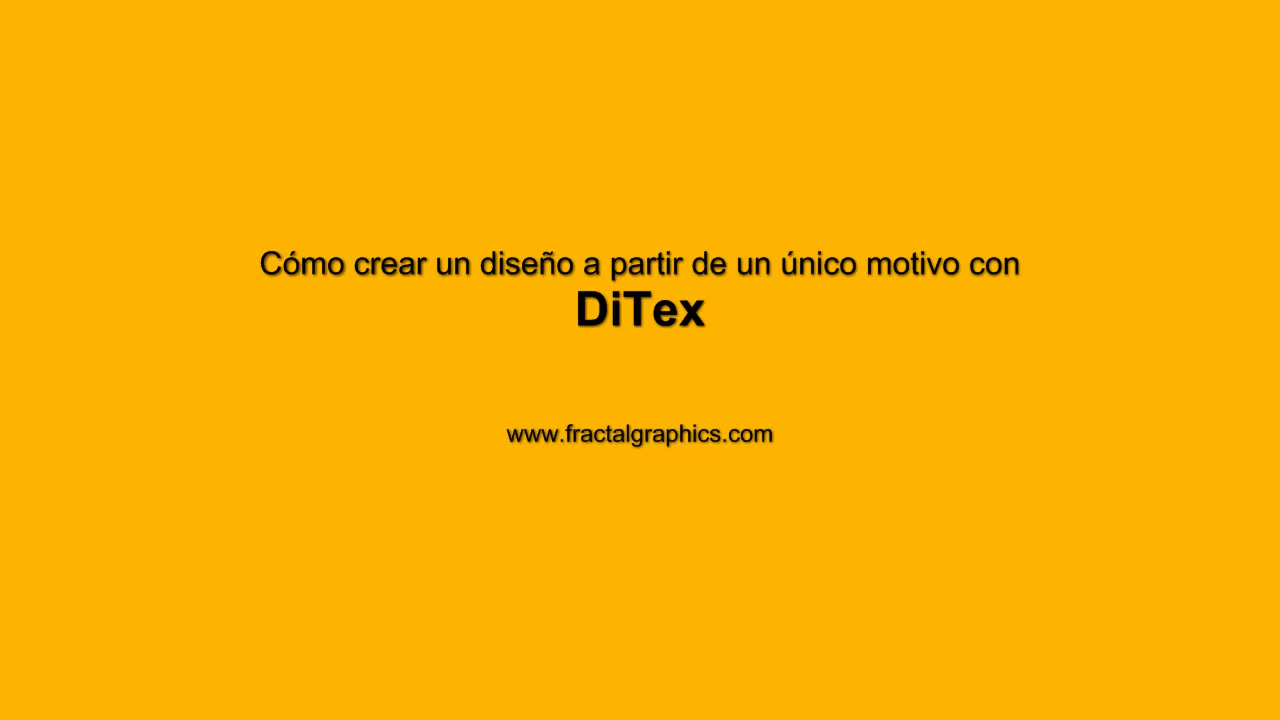 Cómo crear un diseño a partir de un único motivo con
DiTex
www.fractalgraphics.com